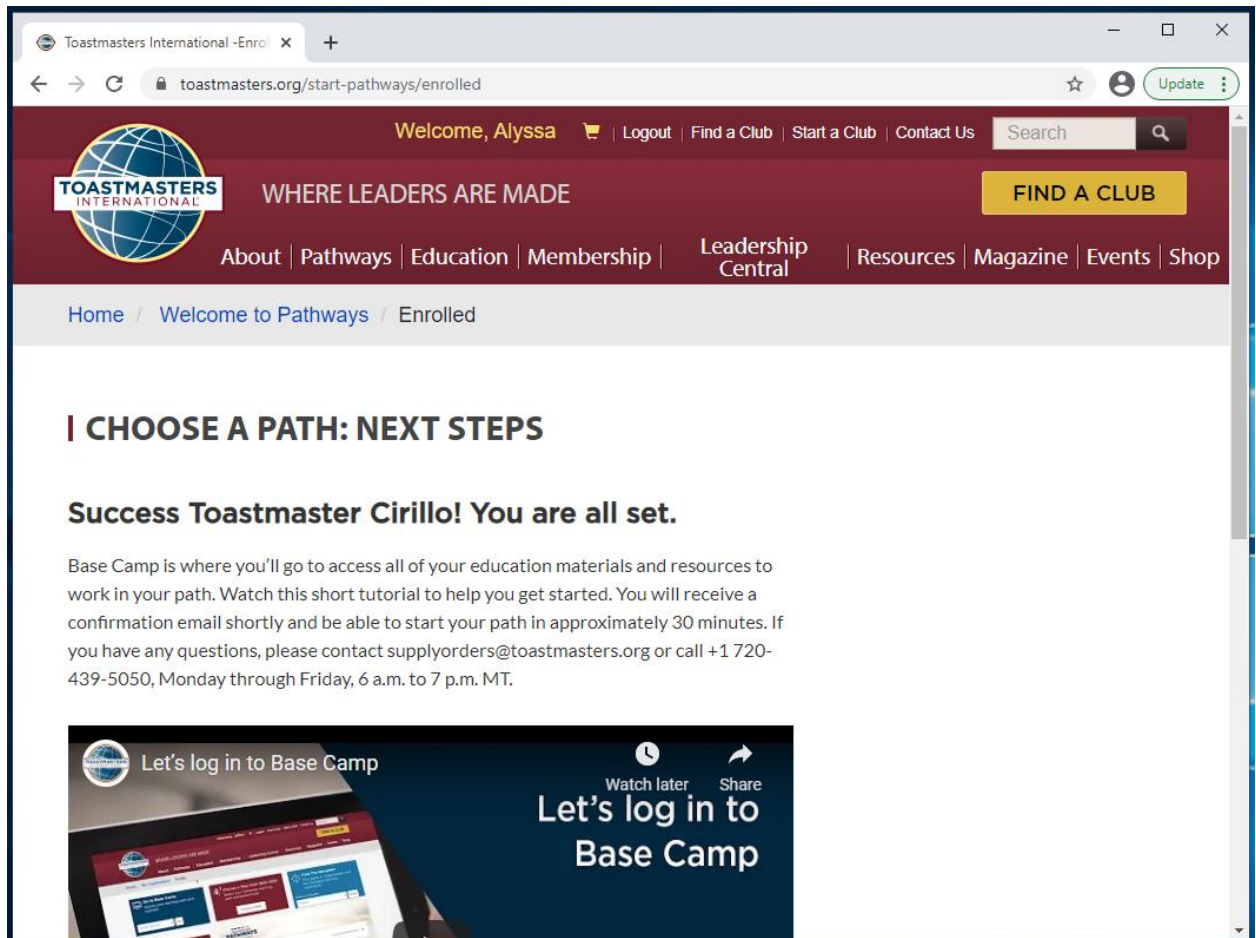 Toastmasters International -Enrol
toastmasters.org/start-pathways/enrolled
Update
Welcome, Alyssa | Logout | Find a Club | Start a Club | Contact Us
Search
TOASTMASTERS
INTERNATIONAL
WHERE LEADERS ARE MADE
FIND A CLUB
About | Pathways | Education | Membership | Leadership Central | Resources | Magazine | Events | Shop
Home / Welcome to Pathways / Enrolled
CHOOSE A PATH: NEXT STEPS
Success Toastmaster Cirillo! You are all set.
Base Camp is where you’ll go to access all of your education materials and resources to
work in your path. Watch this short tutorial to help you get started. You will receive a
confirmation email shortly and be able to start your path in approximately 30 minutes. If
you have any questions, please contact supplyorders@toastmasters.org or call +1 720-
439-5050, Monday through Friday, 6 a.m. to 7 p.m. MT.
Let’s log in to Base Camp
Watch later
Share
Let’s log in to
Base Camp